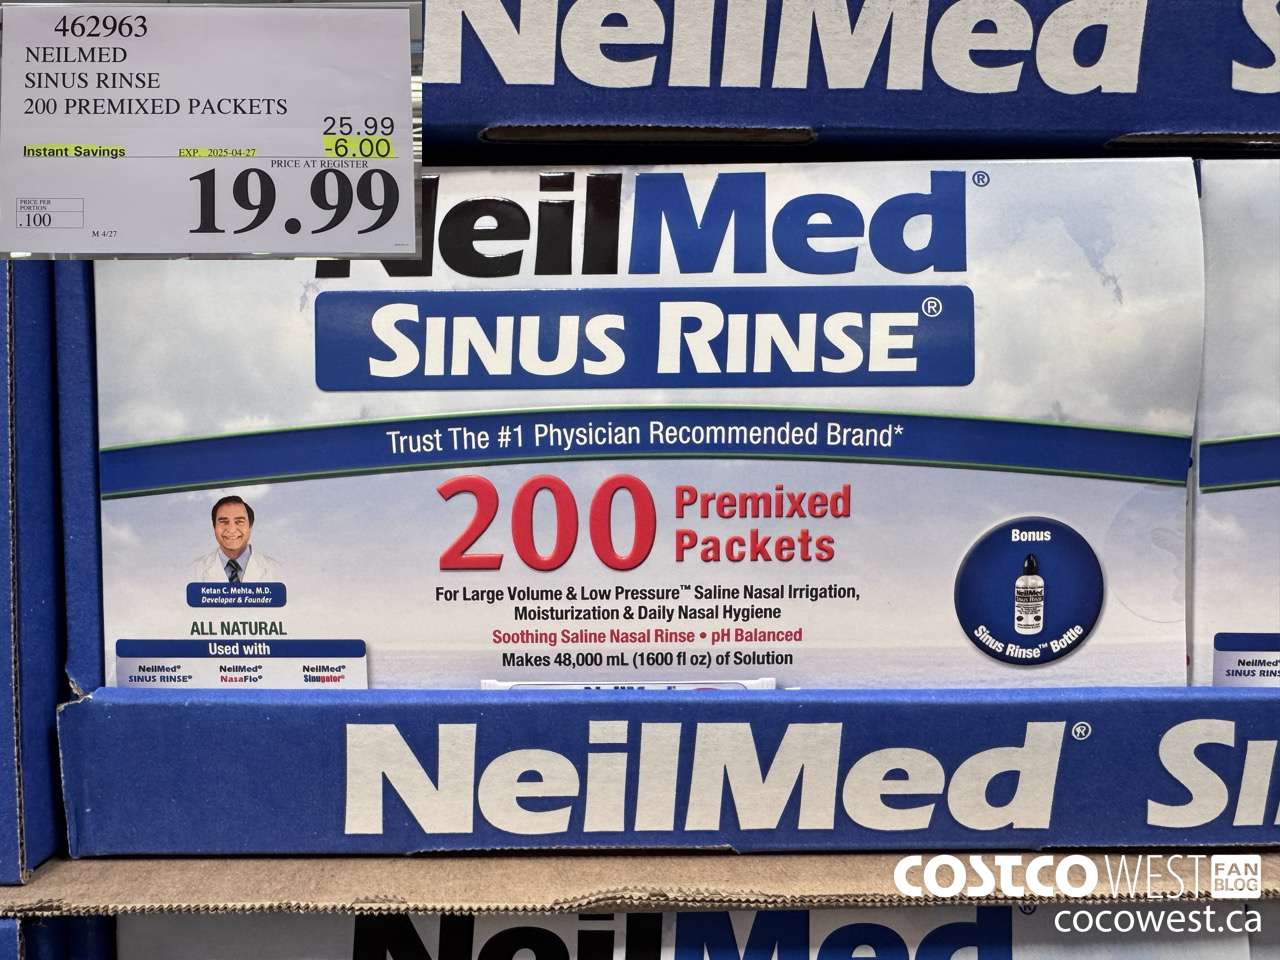 462963
NEILMED
SINUS RINSE
200 PREMIXED PACKETS
25.99
Instant Savings EXP. 2025-04-27 -6.00
PRICE AT REGISTER
19.99
PRICE PER
PORTION
.100
M 4/27
NeilMed S
NeilMed®
SINUS RINSE®
Trust The #1 Physician Recommended Brand*
200 Premixed
Packets
For Large Volume & Low Pressure™ Saline Nasal Irrigation,
Moisturization & Daily Nasal Hygiene
Soothing Saline Nasal Rinse • pH Balanced
Makes 48,000 mL (1600 fl oz) of Solution
Ketan C. Mehta, M.D.
Developer & Founder
ALL NATURAL
Used with
NeilMed® NeilMed® NeilMed®
SINUS RINSE® NasaFlo® Sinugator®
Bonus
NeilMed
SINUS RINSE
Sinus Rinse™ Bottle
NeilMed
SINUS RINS
NeilMed® SI
COSTCO WEST FAN
BLOG
cocowest.ca
NeilMed®